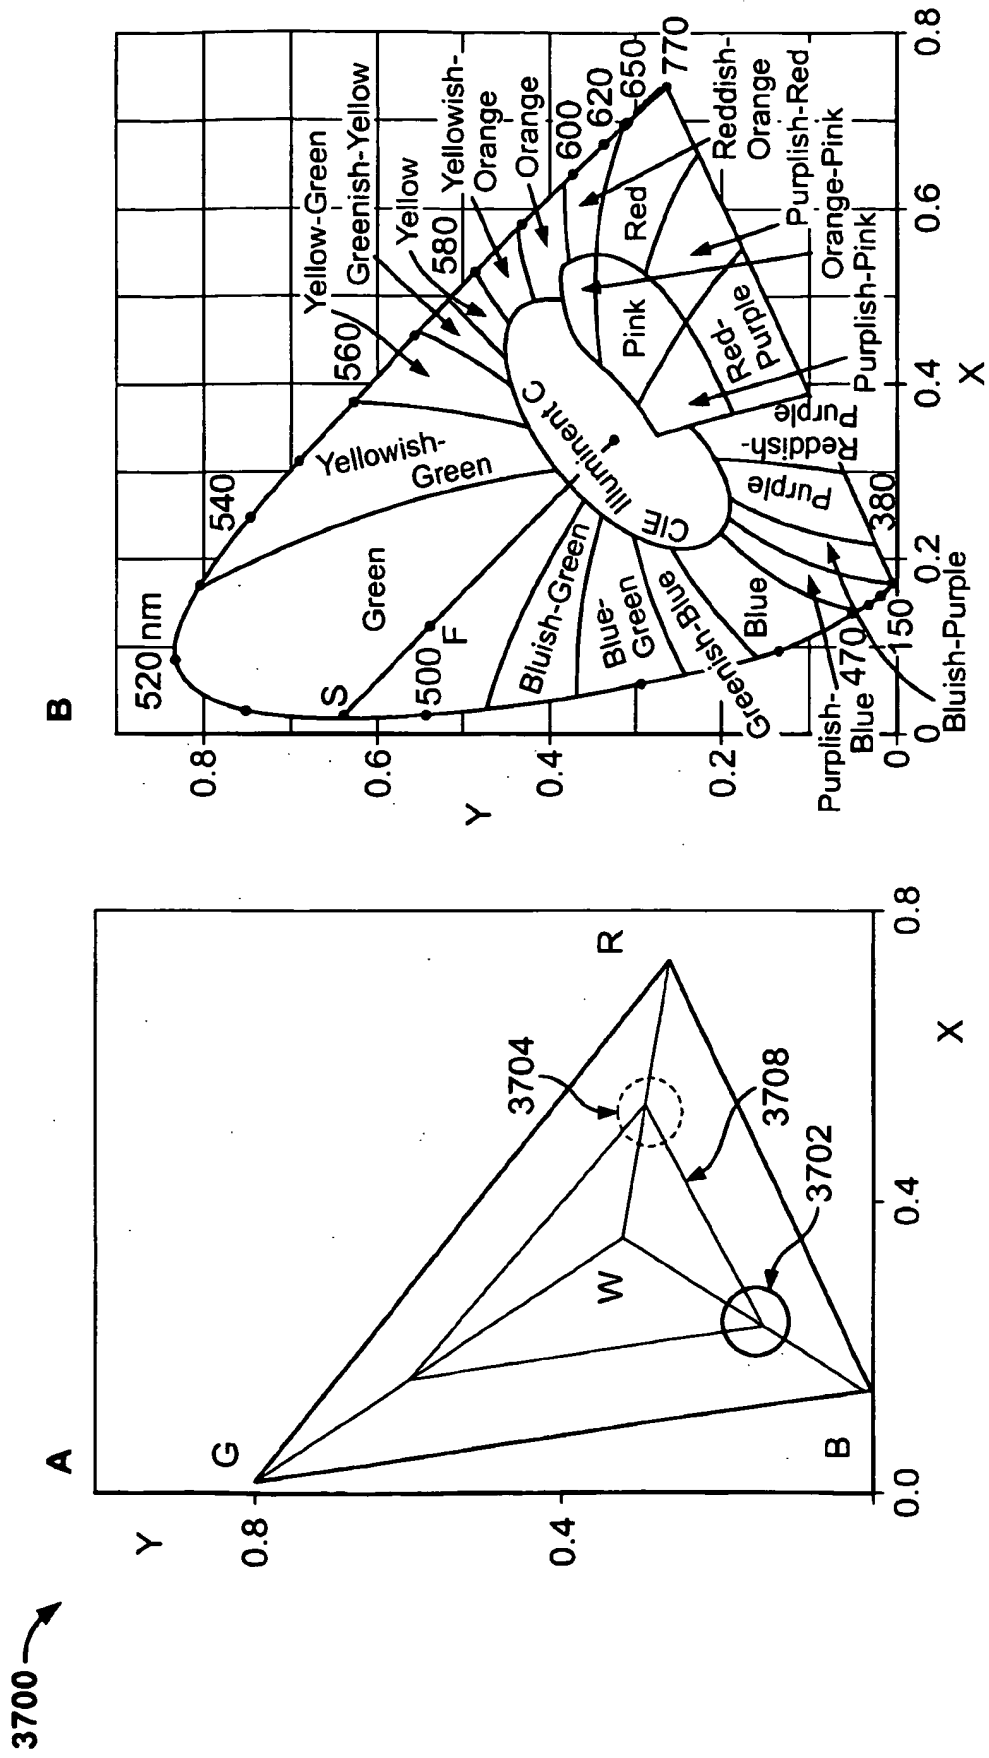 3700
A
Y
0.8
0.4
G
R
W
B
3704
3708
3702
0.0
0.4
0.8
X
B
Y
0.8
0.6
0.4
0.2
0
520 nm
540
560
580
600
620
650
770
S
F
500
470
150
380
Yellow-Green
Greenish-Yellow
Yellow
Yellowish-
Orange
Orange
Reddish-
Orange
Purplish-Red
Orange-Pink
Purplish-Pink
Yellowish-
Green
Green
Bluish-Green
Blue-
Green
Greenish-Blue
Blue
Purplish-
Blue
Bluish-Purple
Purple
Reddish-
Purple
Red-
Purple
Pink
Red
CIE Illuminent C
0
0.2
0.4
0.6
0.8
X